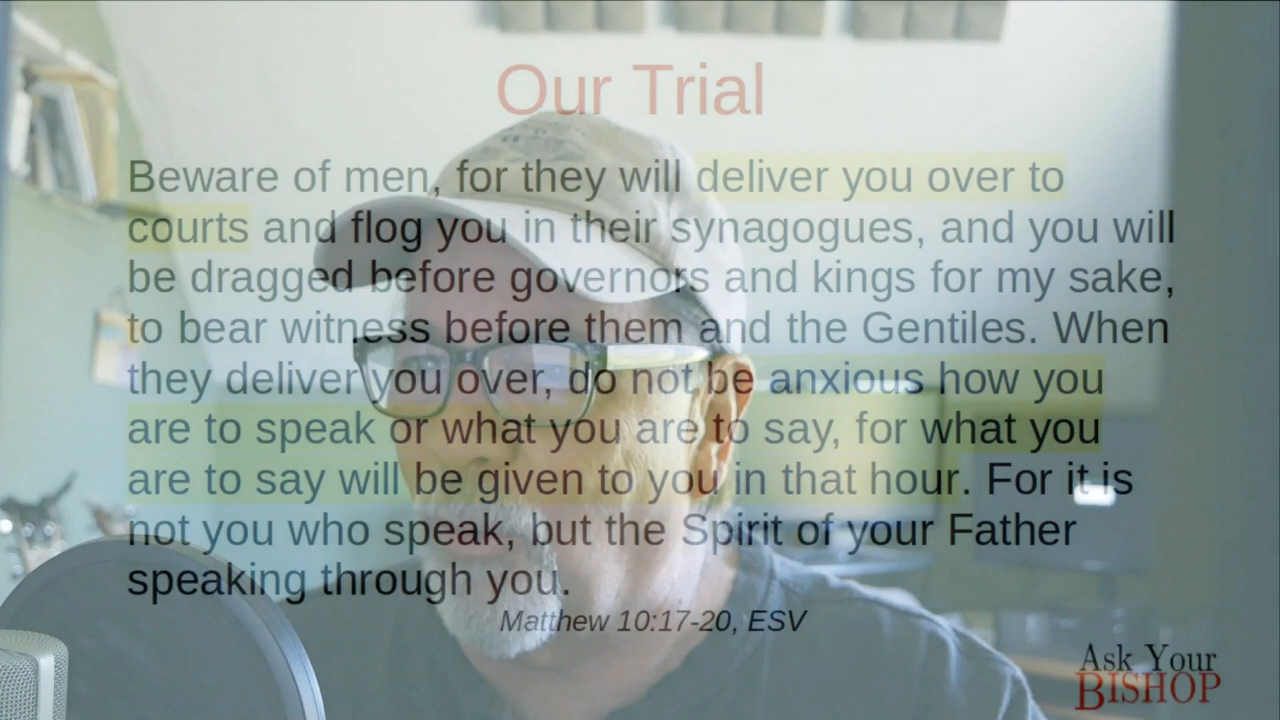 Our Trial
Beware of men, for they will deliver you over to
courts and flog you in their synagogues, and you will
be dragged before governors and kings for my sake,
to bear witness before them and the Gentiles. When
they deliver you over, do not be anxious how you
are to speak or what you are to say, for what you
are to say will be given to you in that hour. For it is
not you who speak, but the Spirit of your Father
speaking through you.
Matthew 10:17-20, ESV
Ask Your
BISHOP